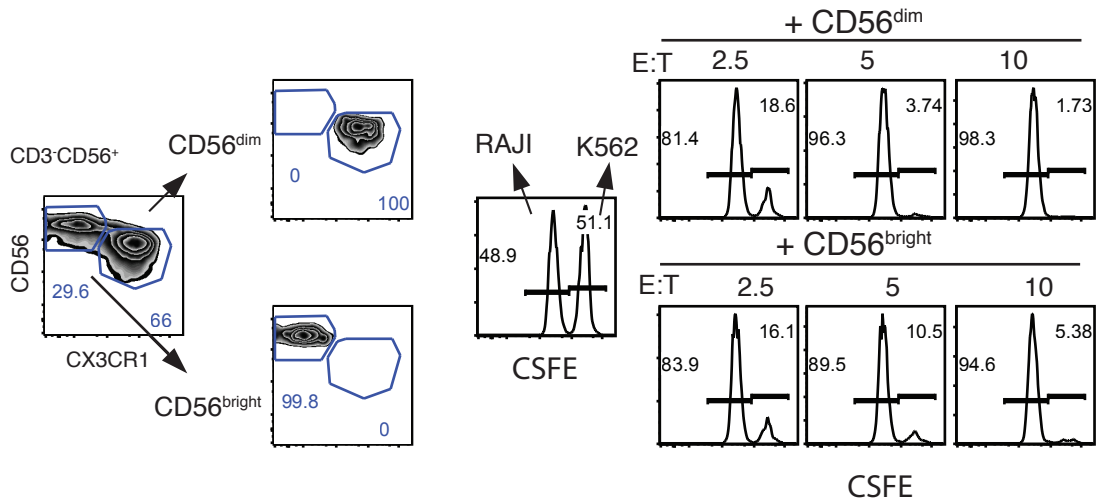 + CD56dim
E:T 2.5 5 10
18.6 3.74 1.73
81.4 96.3 98.3
CD3-CD56+
CD56dim
0
100
RAJI K562
CD56
29.6
66
CX3CR1
48.9 51.1
CSFE
+ CD56bright
E:T 2.5 5 10
16.1 10.5 5.38
83.9 89.5 94.6
CD56bright
99.8
0
CSFE